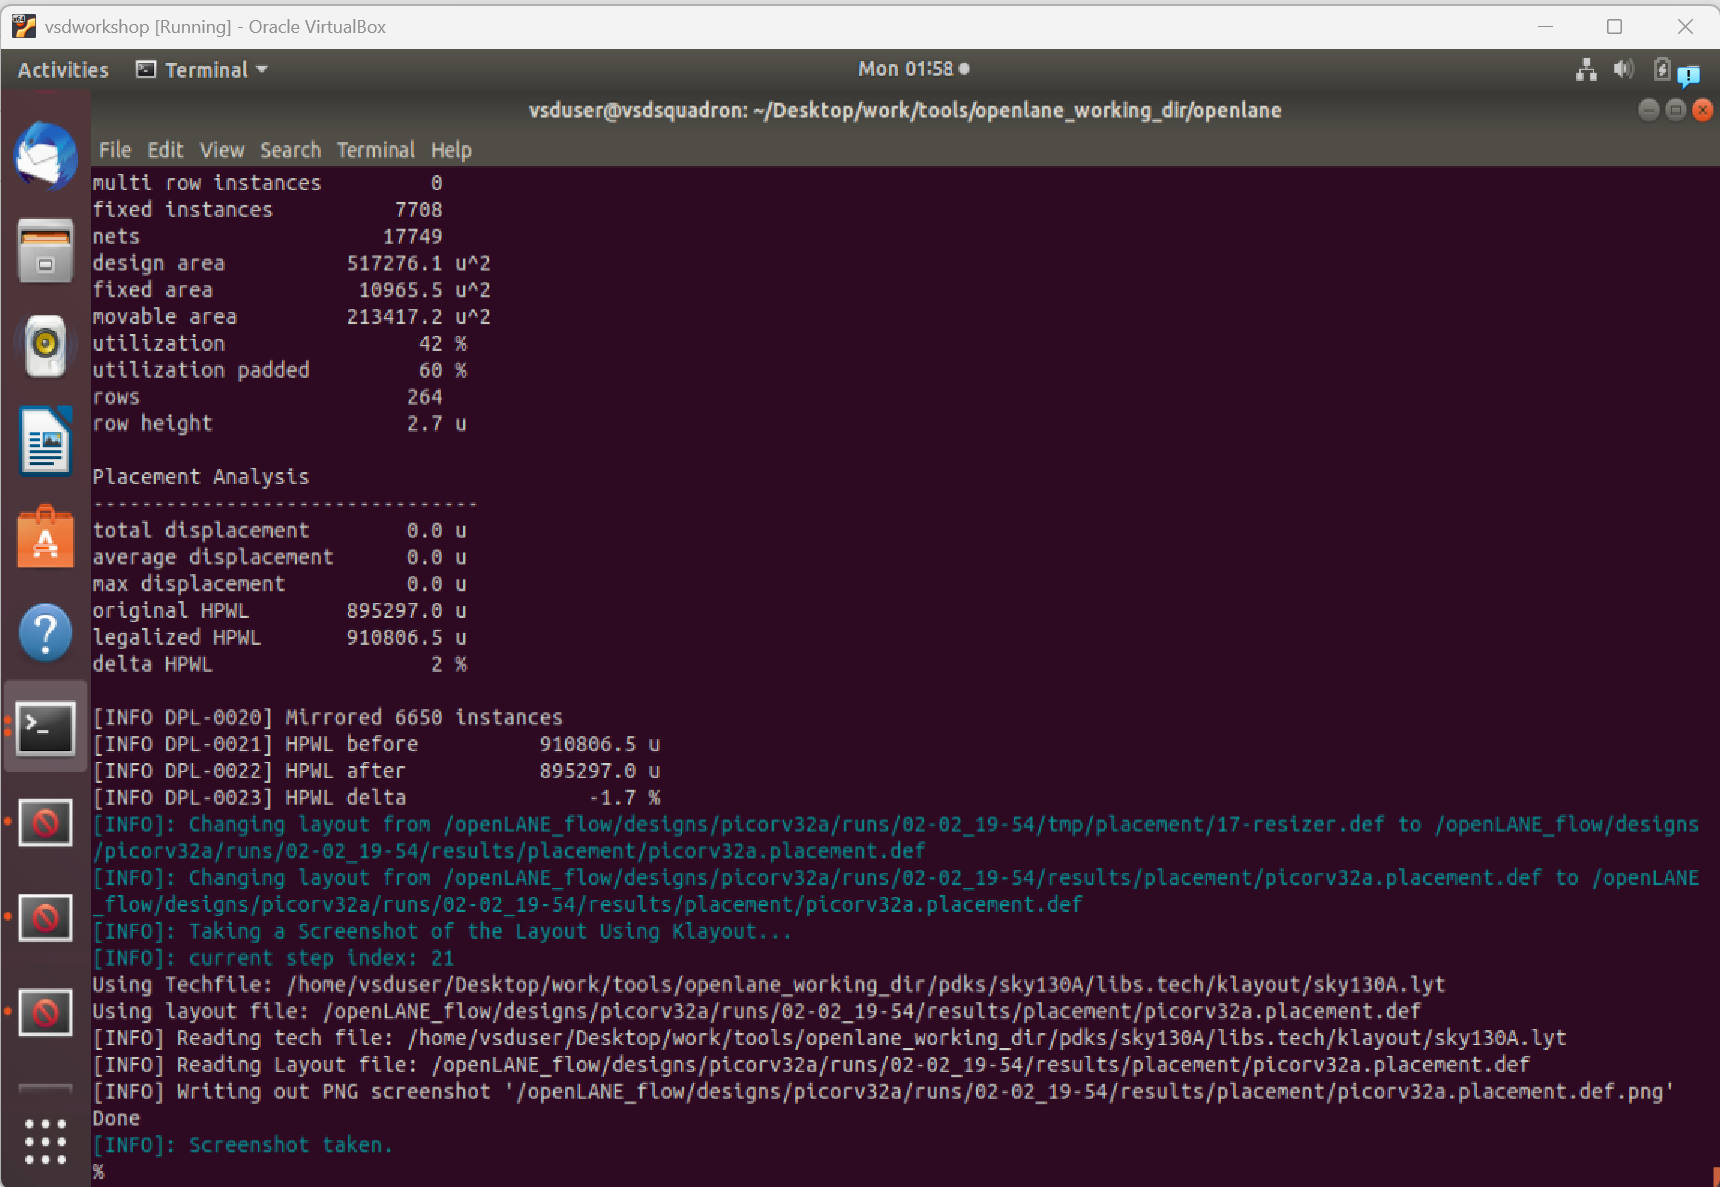 vsdworkshop [Running] - Oracle VirtualBox
Activities Terminal Mon 01:58
vsduser@vsdsquadron: ~/Desktop/work/tools/openlane_working_dir/openlane
File Edit View Search Terminal Help
multi row instances 0
fixed instances 7708
nets 17749
design area 517276.1 u^2
fixed area 10965.5 u^2
movable area 213417.2 u^2
utilization 42 %
utilization padded 60 %
rows 264
row height 2.7 u
Placement Analysis
--------------------------------
total displacement 0.0 u
average displacement 0.0 u
max displacement 0.0 u
original HPWL 895297.0 u
legalized HPWL 910806.5 u
delta HPWL 2 %
[INFO DPL-0020] Mirrored 6650 instances
[INFO DPL-0021] HPWL before 910806.5 u
[INFO DPL-0022] HPWL after 895297.0 u
[INFO DPL-0023] HPWL delta -1.7 %
[INFO]: Changing layout from /openLANE_flow/designs/picorv32a/runs/02-02_19-54/tmp/placement/17-resizer.def to /openLANE_flow/designs
/picorv32a/runs/02-02_19-54/results/placement/picorv32a.placement.def
[INFO]: Changing layout from /openLANE_flow/designs/picorv32a/runs/02-02_19-54/results/placement/picorv32a.placement.def to /openLANE
_flow/designs/picorv32a/runs/02-02_19-54/results/placement/picorv32a.placement.def
[INFO]: Taking a Screenshot of the Layout Using Klayout...
[INFO]: current step index: 21
Using Techfile: /home/vsduser/Desktop/work/tools/openlane_working_dir/pdks/sky130A/libs.tech/klayout/sky130A.lyt
Using layout file: /openLANE_flow/designs/picorv32a/runs/02-02_19-54/results/placement/picorv32a.placement.def
[INFO] Reading tech file: /home/vsduser/Desktop/work/tools/openlane_working_dir/pdks/sky130A/libs.tech/klayout/sky130A.lyt
[INFO] Reading Layout file: /openLANE_flow/designs/picorv32a/runs/02-02_19-54/results/placement/picorv32a.placement.def
[INFO] Writing out PNG screenshot '/openLANE_flow/designs/picorv32a/runs/02-02_19-54/results/placement/picorv32a.placement.def.png'
Done
[INFO]: Screenshot taken.
%